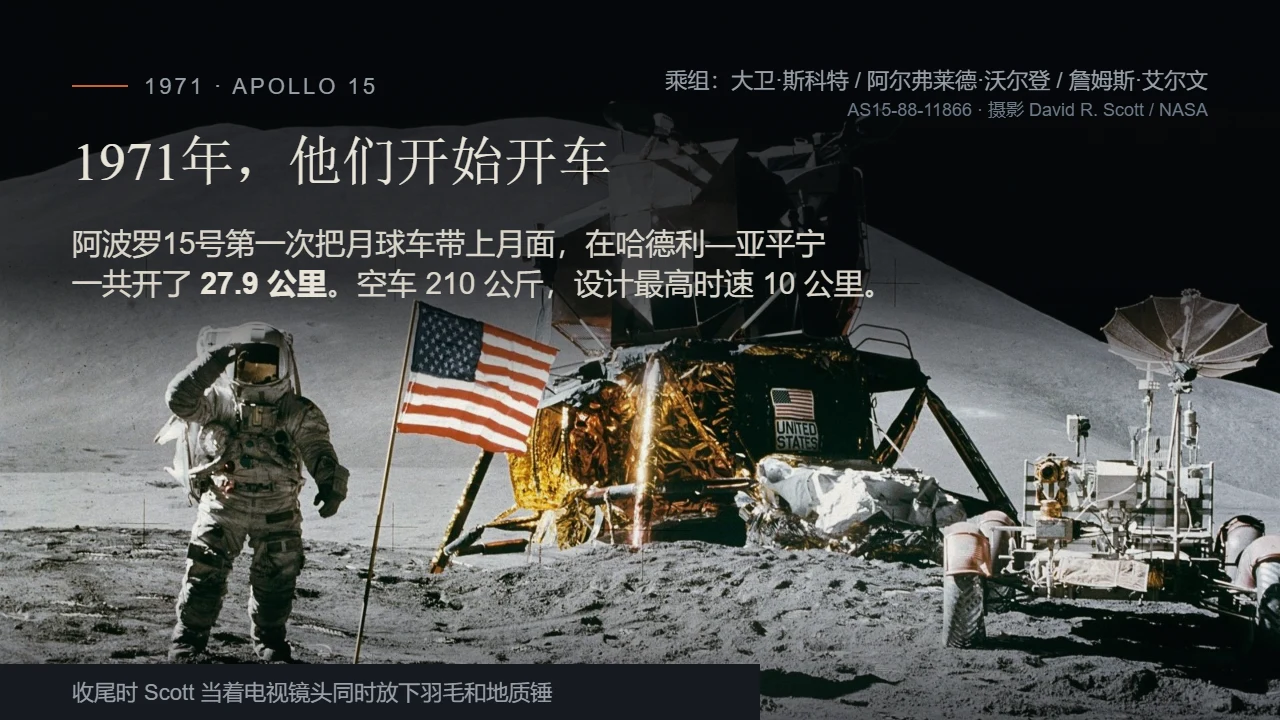 1971 · APOLLO 15
乘组：大卫·斯科特 / 阿尔弗莱德·沃尔登 / 詹姆斯·艾尔文
AS15-88-11866 · 摄影 David R. Scott / NASA
1971年，他们开始开车
阿波罗15号第一次把月球车带上月面，在哈德利—亚平宁
一共开了 27.9 公里。空车 210 公斤，设计最高时速 10 公里。
UNITED
STATES
收尾时 Scott 当着电视镜头同时放下羽毛和地质锤